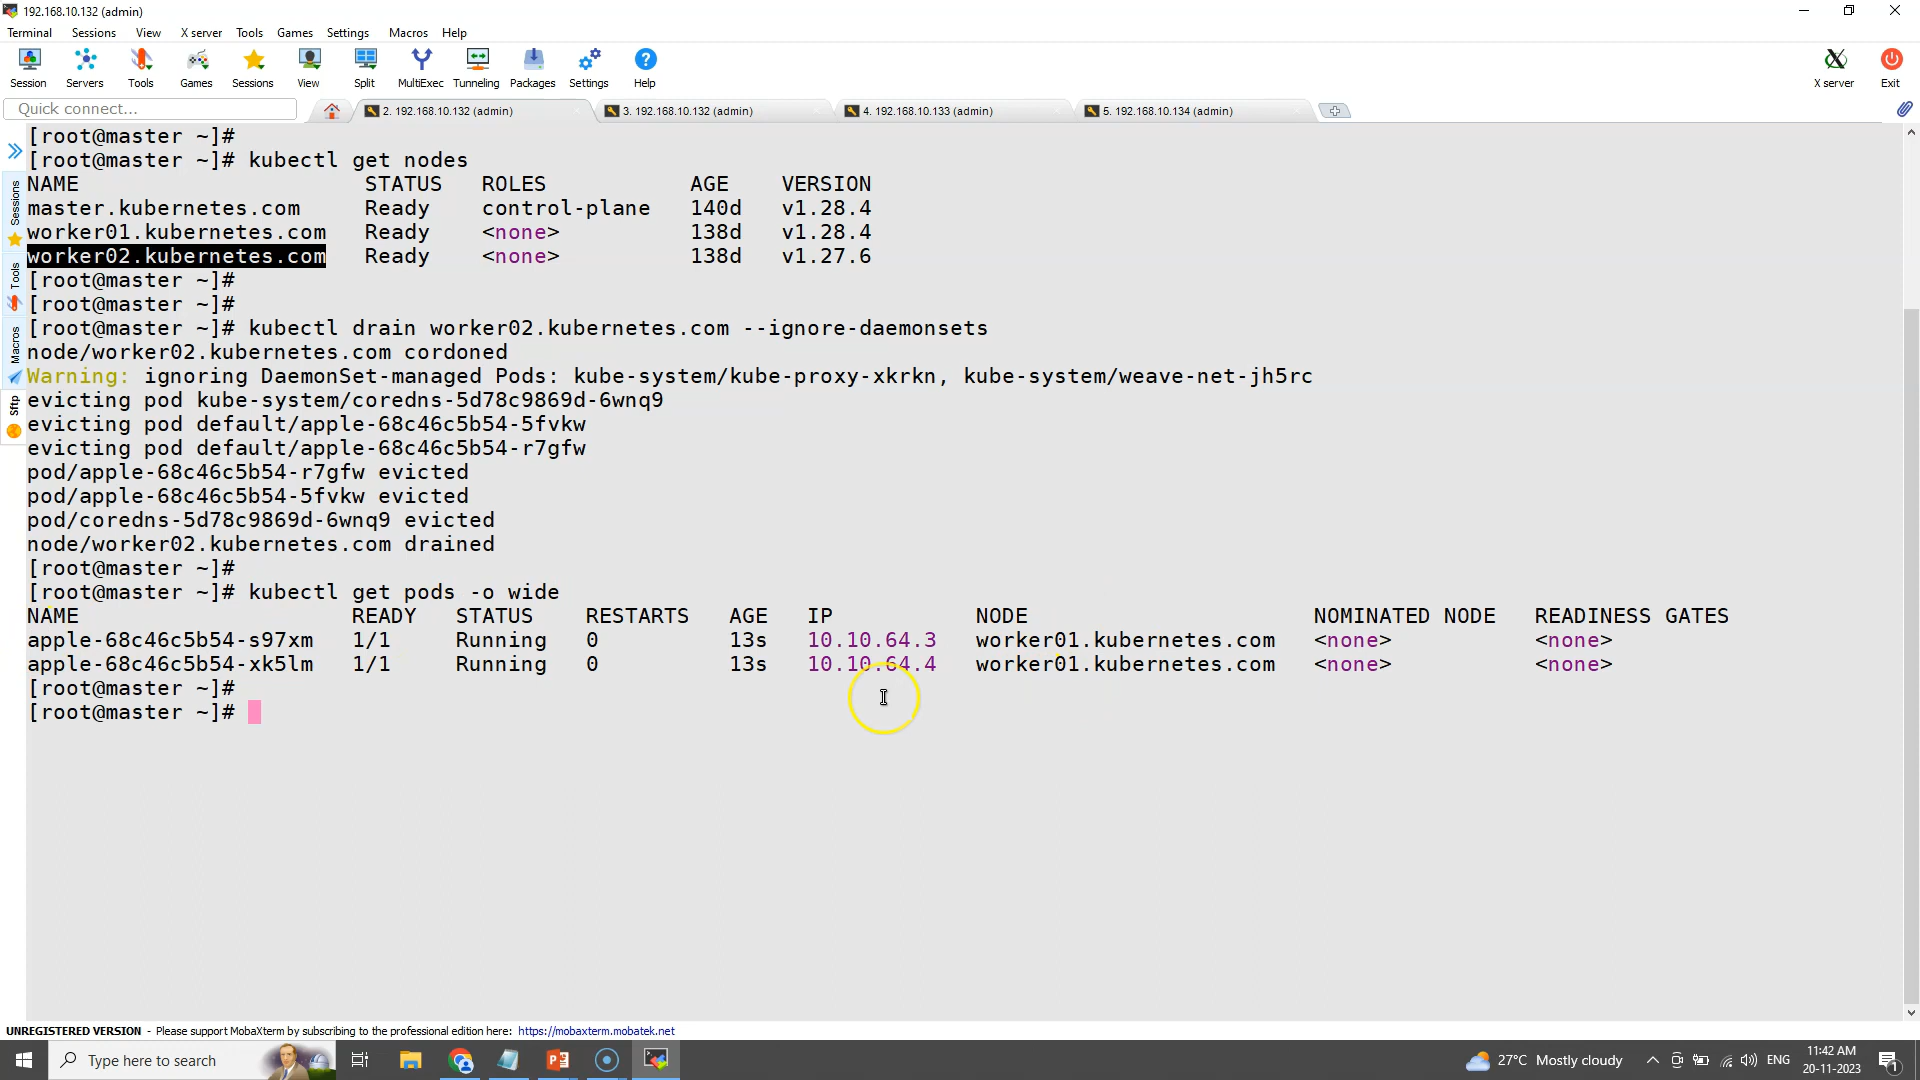 192.168.10.132 (admin)
Terminal Sessions View X server Tools Games Settings Macros Help
Session Servers Tools Games Sessions View Split MultiExec Tunneling Packages Settings Help X server Exit
Quick connect...
2. 192.168.10.132 (admin) 3. 192.168.10.132 (admin) 4. 192.168.10.133 (admin) 5. 192.168.10.134 (admin)
Sessions
Tools
Macros
Sftp
[root@master ~]#
[root@master ~]# kubectl get nodes
NAME STATUS ROLES AGE VERSION
master.kubernetes.com Ready control-plane 140d v1.28.4
worker01.kubernetes.com Ready <none> 138d v1.28.4
worker02.kubernetes.com Ready <none> 138d v1.27.6
[root@master ~]#
[root@master ~]#
[root@master ~]# kubectl drain worker02.kubernetes.com --ignore-daemonsets
node/worker02.kubernetes.com cordoned
Warning: ignoring DaemonSet-managed Pods: kube-system/kube-proxy-xkrkn, kube-system/weave-net-jh5rc
evicting pod kube-system/coredns-5d78c9869d-6wnq9
evicting pod default/apple-68c46c5b54-5fvkw
evicting pod default/apple-68c46c5b54-r7gfw
pod/apple-68c46c5b54-r7gfw evicted
pod/apple-68c46c5b54-5fvkw evicted
pod/coredns-5d78c9869d-6wnq9 evicted
node/worker02.kubernetes.com drained
[root@master ~]#
[root@master ~]# kubectl get pods -o wide
NAME READY STATUS RESTARTS AGE IP NODE NOMINATED NODE READINESS GATES
apple-68c46c5b54-s97xm 1/1 Running 0 13s 10.10.64.3 worker01.kubernetes.com <none> <none>
apple-68c46c5b54-xk5lm 1/1 Running 0 13s 10.10.64.4 worker01.kubernetes.com <none> <none>
[root@master ~]#
[root@master ~]#
UNREGISTERED VERSION - Please support MobaXterm by subscribing to the professional edition here: https://mobaxterm.mobatek.net
Type here to search
27°C Mostly cloudy
ENG
11:42 AM
20-11-2023
1